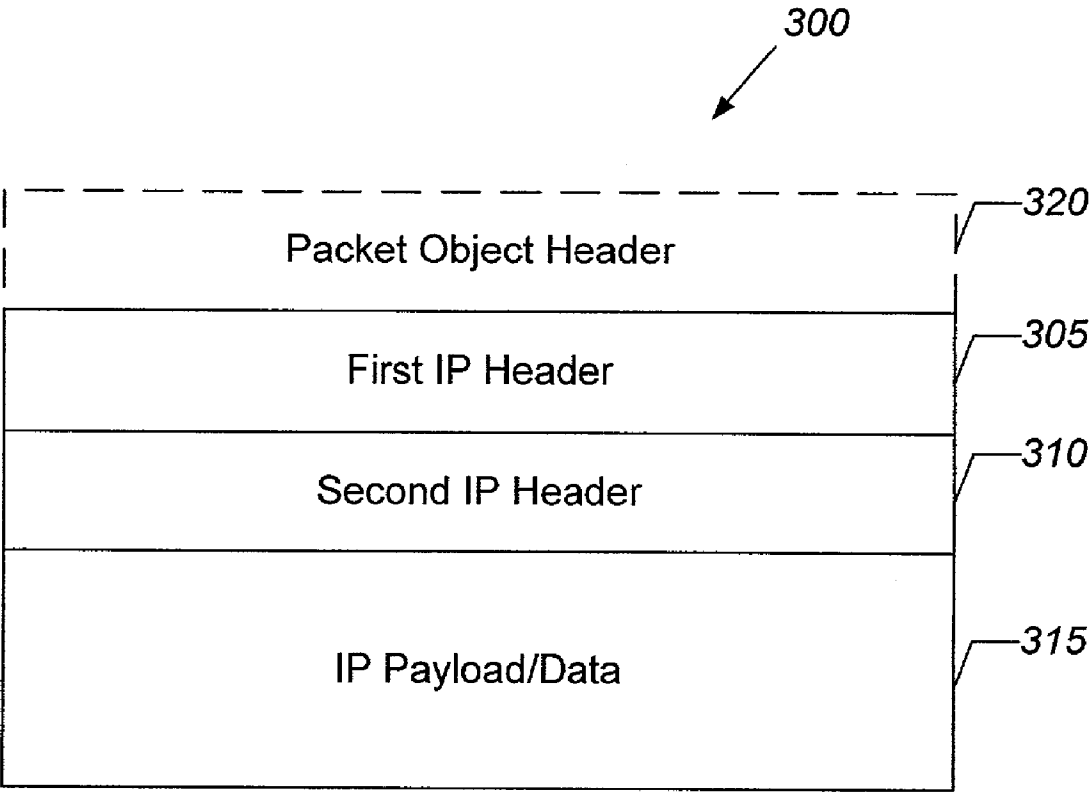 300
320
Packet Object Header
305
First IP Header
310
Second IP Header
315
IP Payload/Data